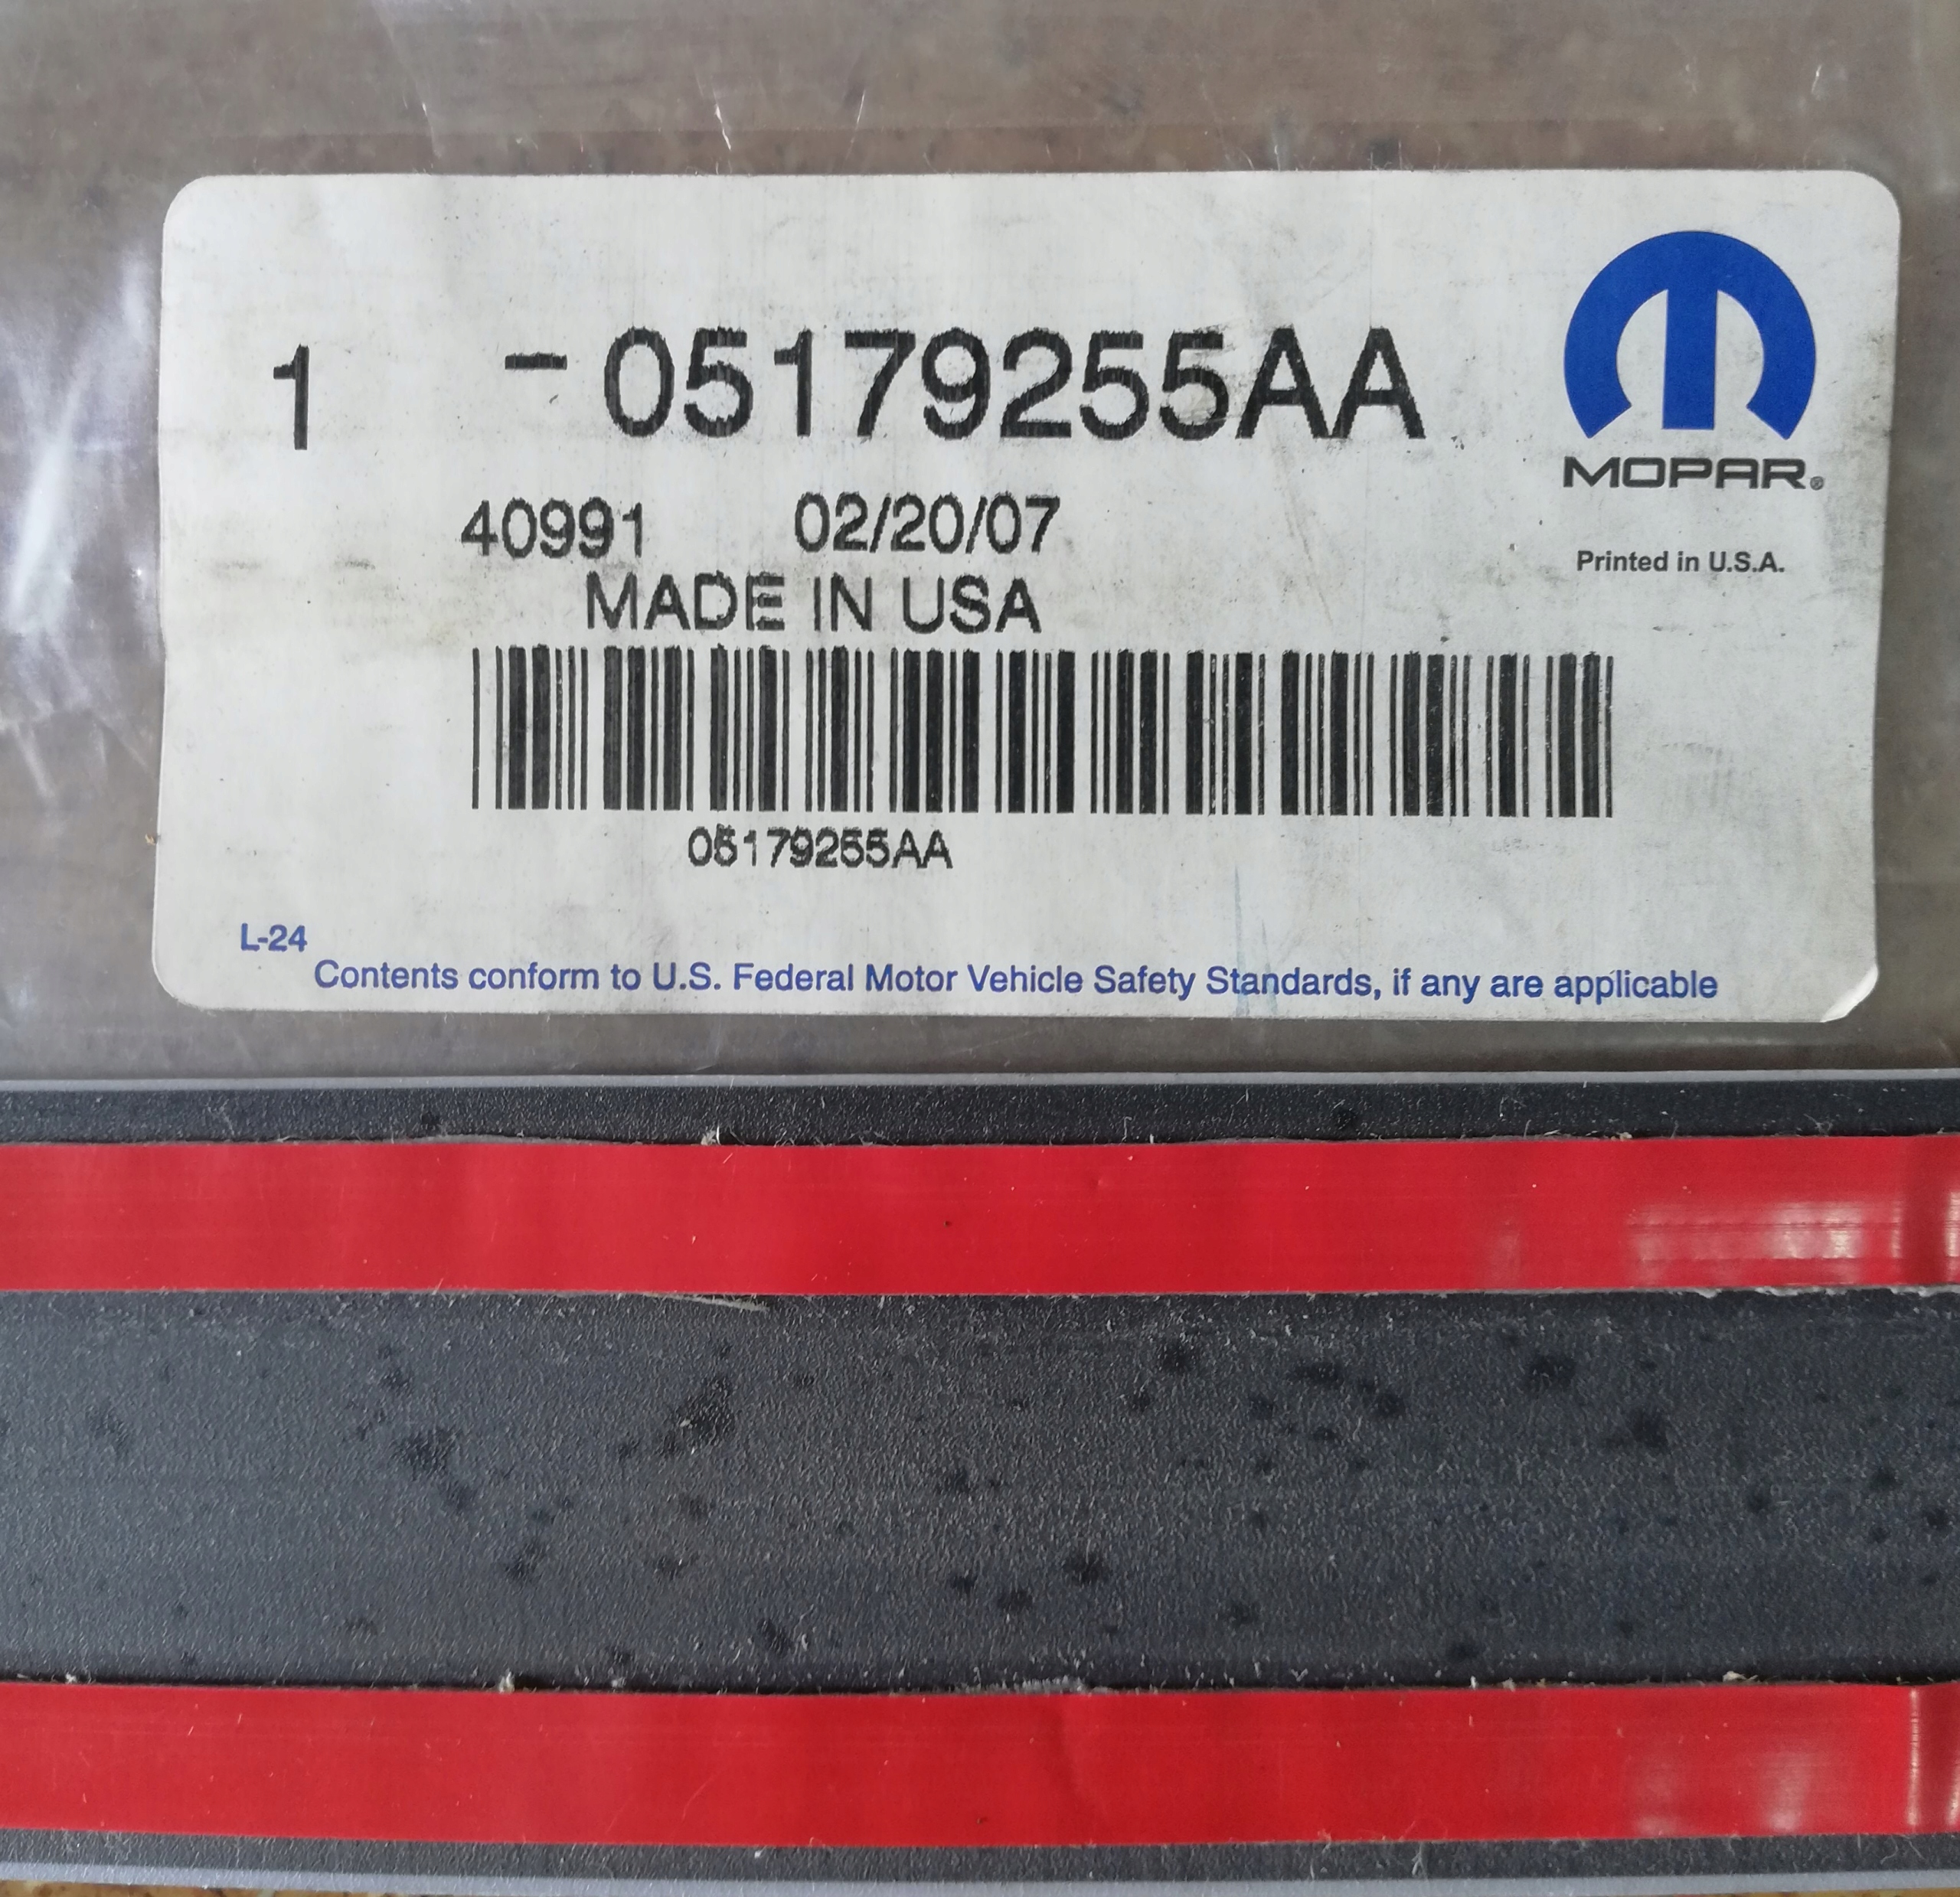 1 -05179255AA
MOPAR®
40991 02/20/07
Printed in U.S.A.
MADE IN USA
05179255AA
L-24
Contents conform to U.S. Federal Motor Vehicle Safety Standards, if any are applicable